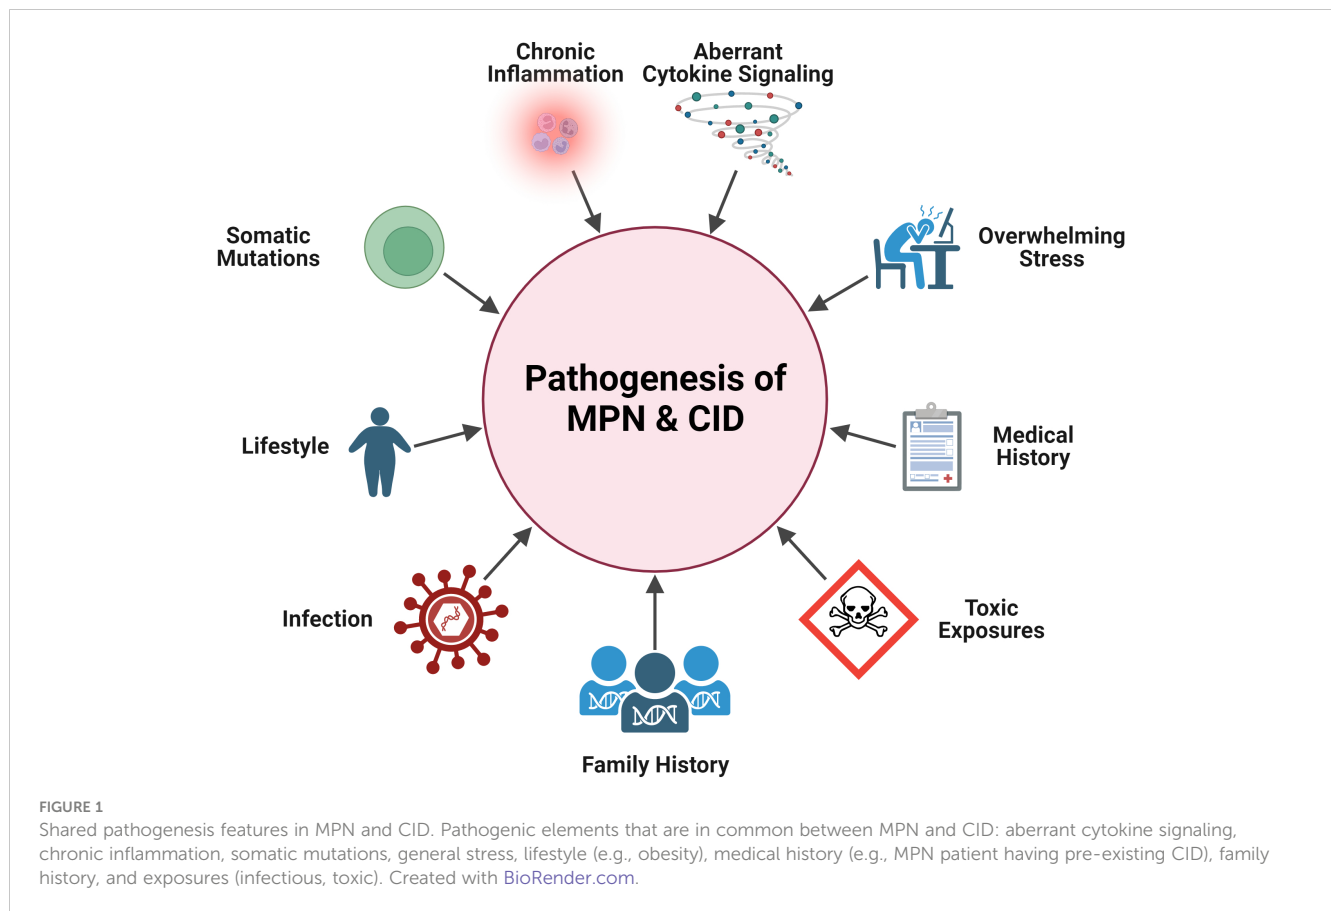 Chronic
Inflammation
Aberrant
Cytokine Signaling
Somatic
Mutations
Overwhelming
Stress
Pathogenesis of
MPN & CID
Lifestyle
Medical
History
Infection
Toxic
Exposures
Family History
FIGURE 1
Shared pathogenesis features in MPN and CID. Pathogenic elements that are in common between MPN and CID: aberrant cytokine signaling,
chronic inflammation, somatic mutations, general stress, lifestyle (e.g., obesity), medical history (e.g., MPN patient having pre-existing CID), family
history, and exposures (infectious, toxic). Created with BioRender.com.